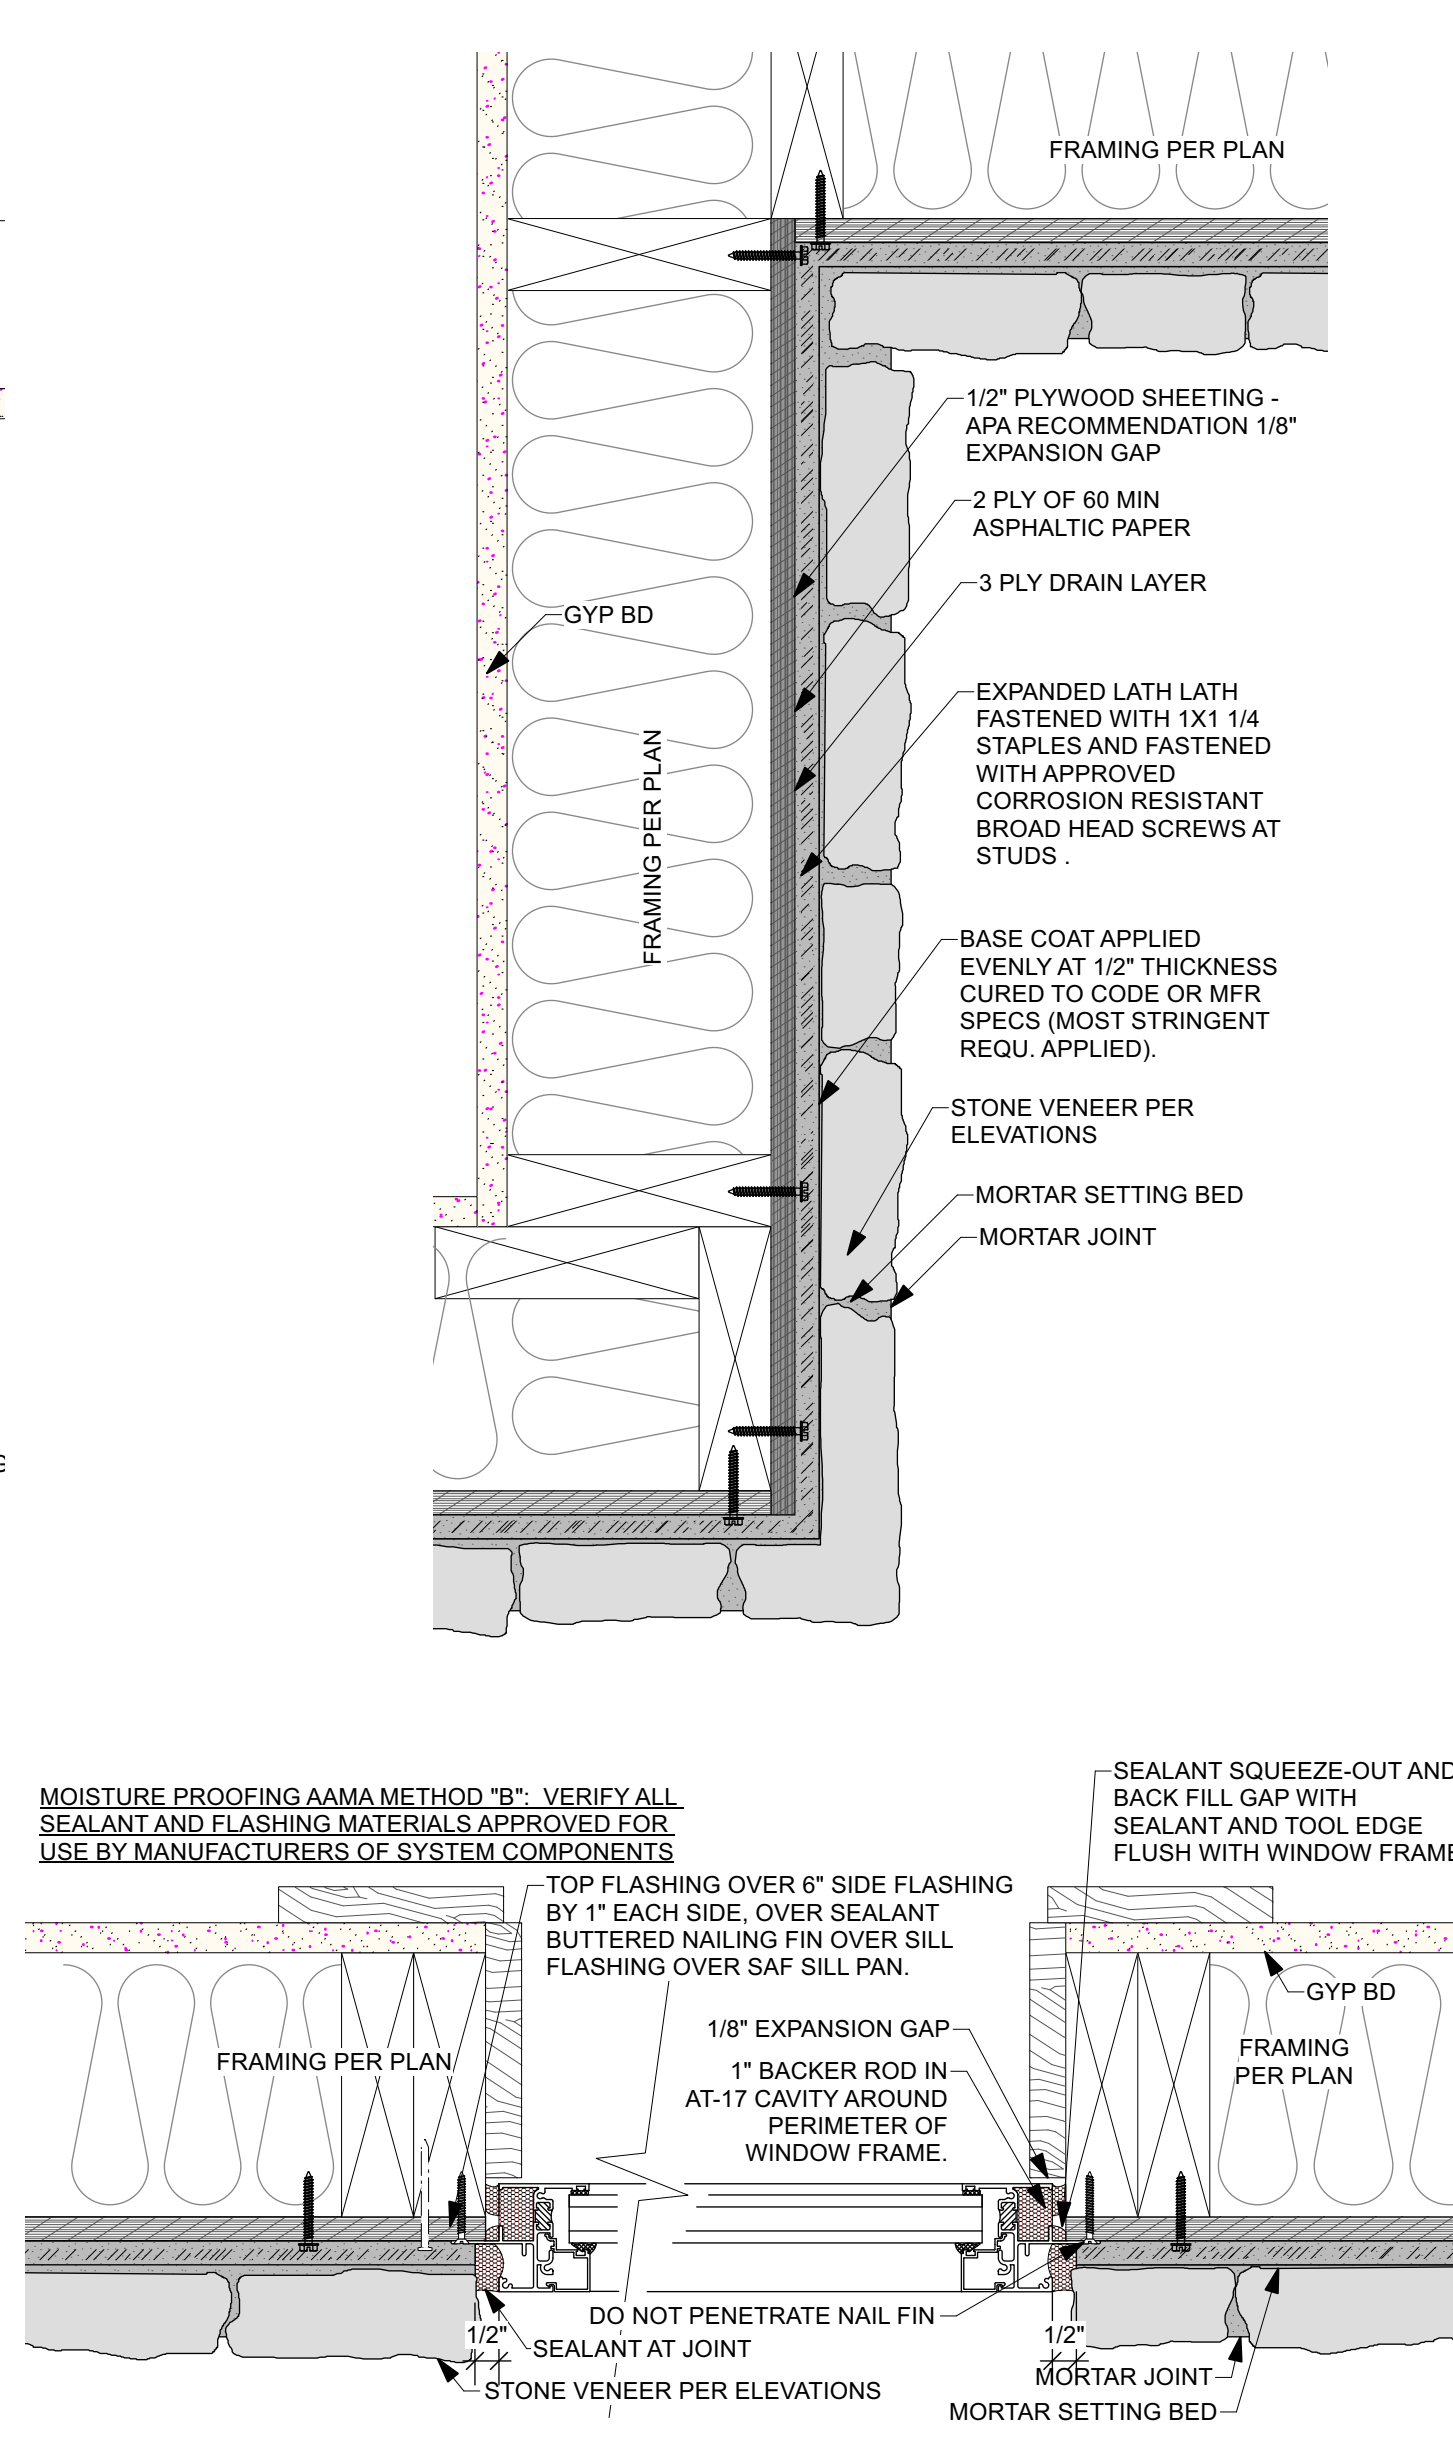 FRAMING PER PLAN
1/2" PLYWOOD SHEETING -
APA RECOMMENDATION 1/8"
EXPANSION GAP
2 PLY OF 60 MIN
ASPHALTIC PAPER
3 PLY DRAIN LAYER
GYP BD
EXPANDED LATH LATH
FASTENED WITH 1X1 1/4
STAPLES AND FASTENED
WITH APPROVED
CORROSION RESISTANT
BROAD HEAD SCREWS AT
STUDS .
FRAMING PER PLAN
BASE COAT APPLIED
EVENLY AT 1/2" THICKNESS
CURED TO CODE OR MFR
SPECS (MOST STRINGENT
REQU. APPLIED).
STONE VENEER PER
ELEVATIONS
MORTAR SETTING BED
MORTAR JOINT
MOISTURE PROOFING AAMA METHOD "B": VERIFY ALL
SEALANT AND FLASHING MATERIALS APPROVED FOR
USE BY MANUFACTURERS OF SYSTEM COMPONENTS
SEALANT SQUEEZE-OUT AND
BACK FILL GAP WITH
SEALANT AND TOOL EDGE
FLUSH WITH WINDOW FRAME
TOP FLASHING OVER 6" SIDE FLASHING
BY 1" EACH SIDE, OVER SEALANT
BUTTERED NAILING FIN OVER SILL
FLASHING OVER SAF SILL PAN.
GYP BD
1/8" EXPANSION GAP
FRAMING PER PLAN
FRAMING
PER PLAN
1" BACKER ROD IN
AT-17 CAVITY AROUND
PERIMETER OF
WINDOW FRAME.
DO NOT PENETRATE NAIL FIN
1/2"
1/2"
SEALANT AT JOINT
MORTAR JOINT
STONE VENEER PER ELEVATIONS
MORTAR SETTING BED